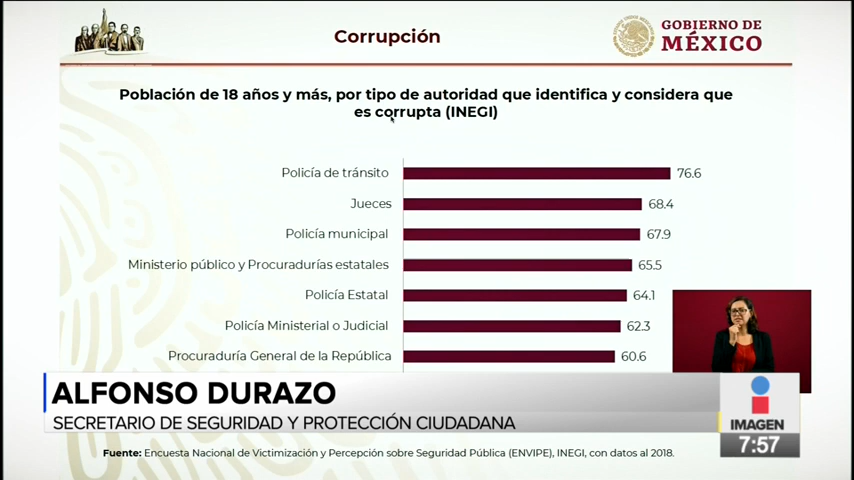 Corrupción
GOBIERNO DE
MÉXICO
Población de 18 años y más, por tipo de autoridad que identifica y considera que
es corrupta (INEGI)
Policía de tránsito 76.6
Jueces 68.4
Policía municipal 67.9
Ministerio público y Procuradurías estatales 65.5
Policía Estatal 64.1
Policía Ministerial o Judicial 62.3
Procuraduría General de la República 60.6
ALFONSO DURAZO
SECRETARIO DE SEGURIDAD Y PROTECCIÓN CIUDADANA
IMAGEN
7:57
Fuente: Encuesta Nacional de Victimización y Percepción sobre Seguridad Pública (ENVIPE), INEGI, con datos al 2018.